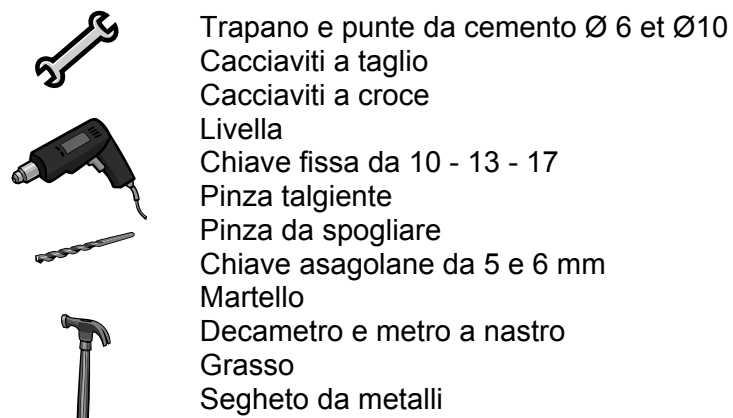 Trapano e punte da cemento Ø 6 et Ø10
Cacciaviti a taglio
Cacciaviti a croce
Livella
Chiave fissa da 10 - 13 - 17
Pinza talgiente
Pinza da spogliare
Chiave asagolane da 5 e 6 mm
Martello
Decametro e metro a nastro
Grasso
Segheto da metalli